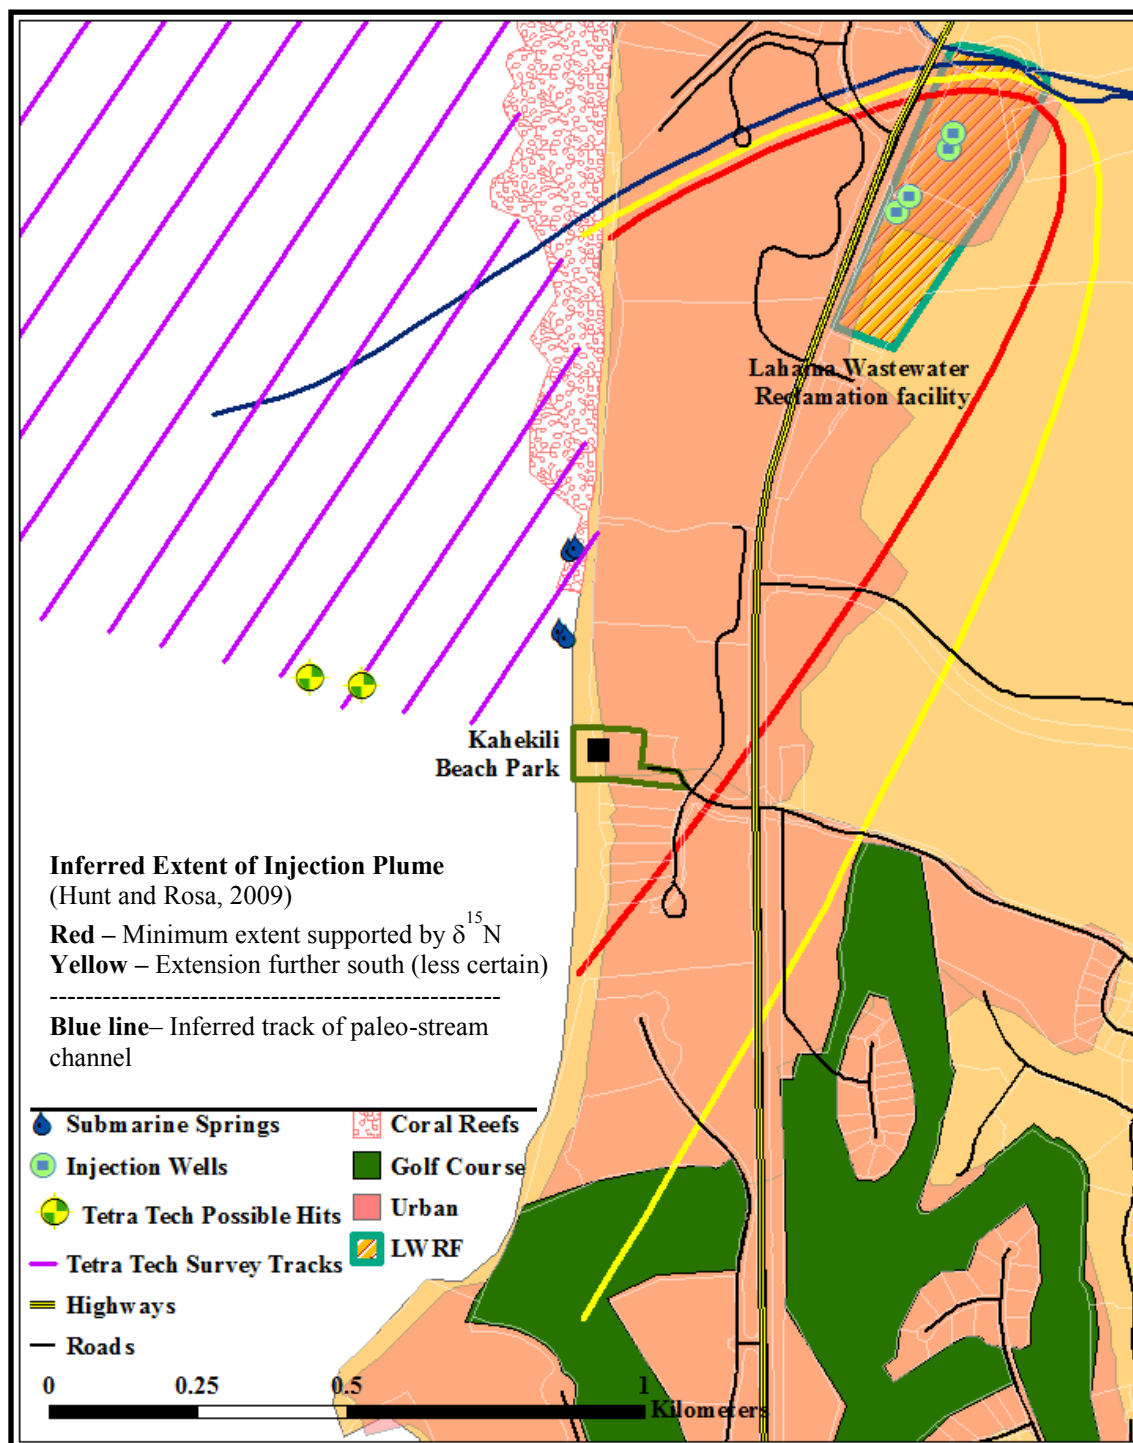 Lahaina Wastewater
Reclamation facility
Kahekili
Beach Park
Inferred Extent of Injection Plume
(Hunt and Rosa, 2009)
Red – Minimum extent supported by δ¹⁵N
Yellow – Extension further south (less certain)
--------------------------------------------------
Blue line– Inferred track of paleo-stream
channel
Submarine Springs
Injection Wells
Tetra Tech Possible Hits
Tetra Tech Survey Tracks
Highways
Roads
Coral Reefs
Golf Course
Urban
LWRF
0 0.25 0.5 1
Kilometers